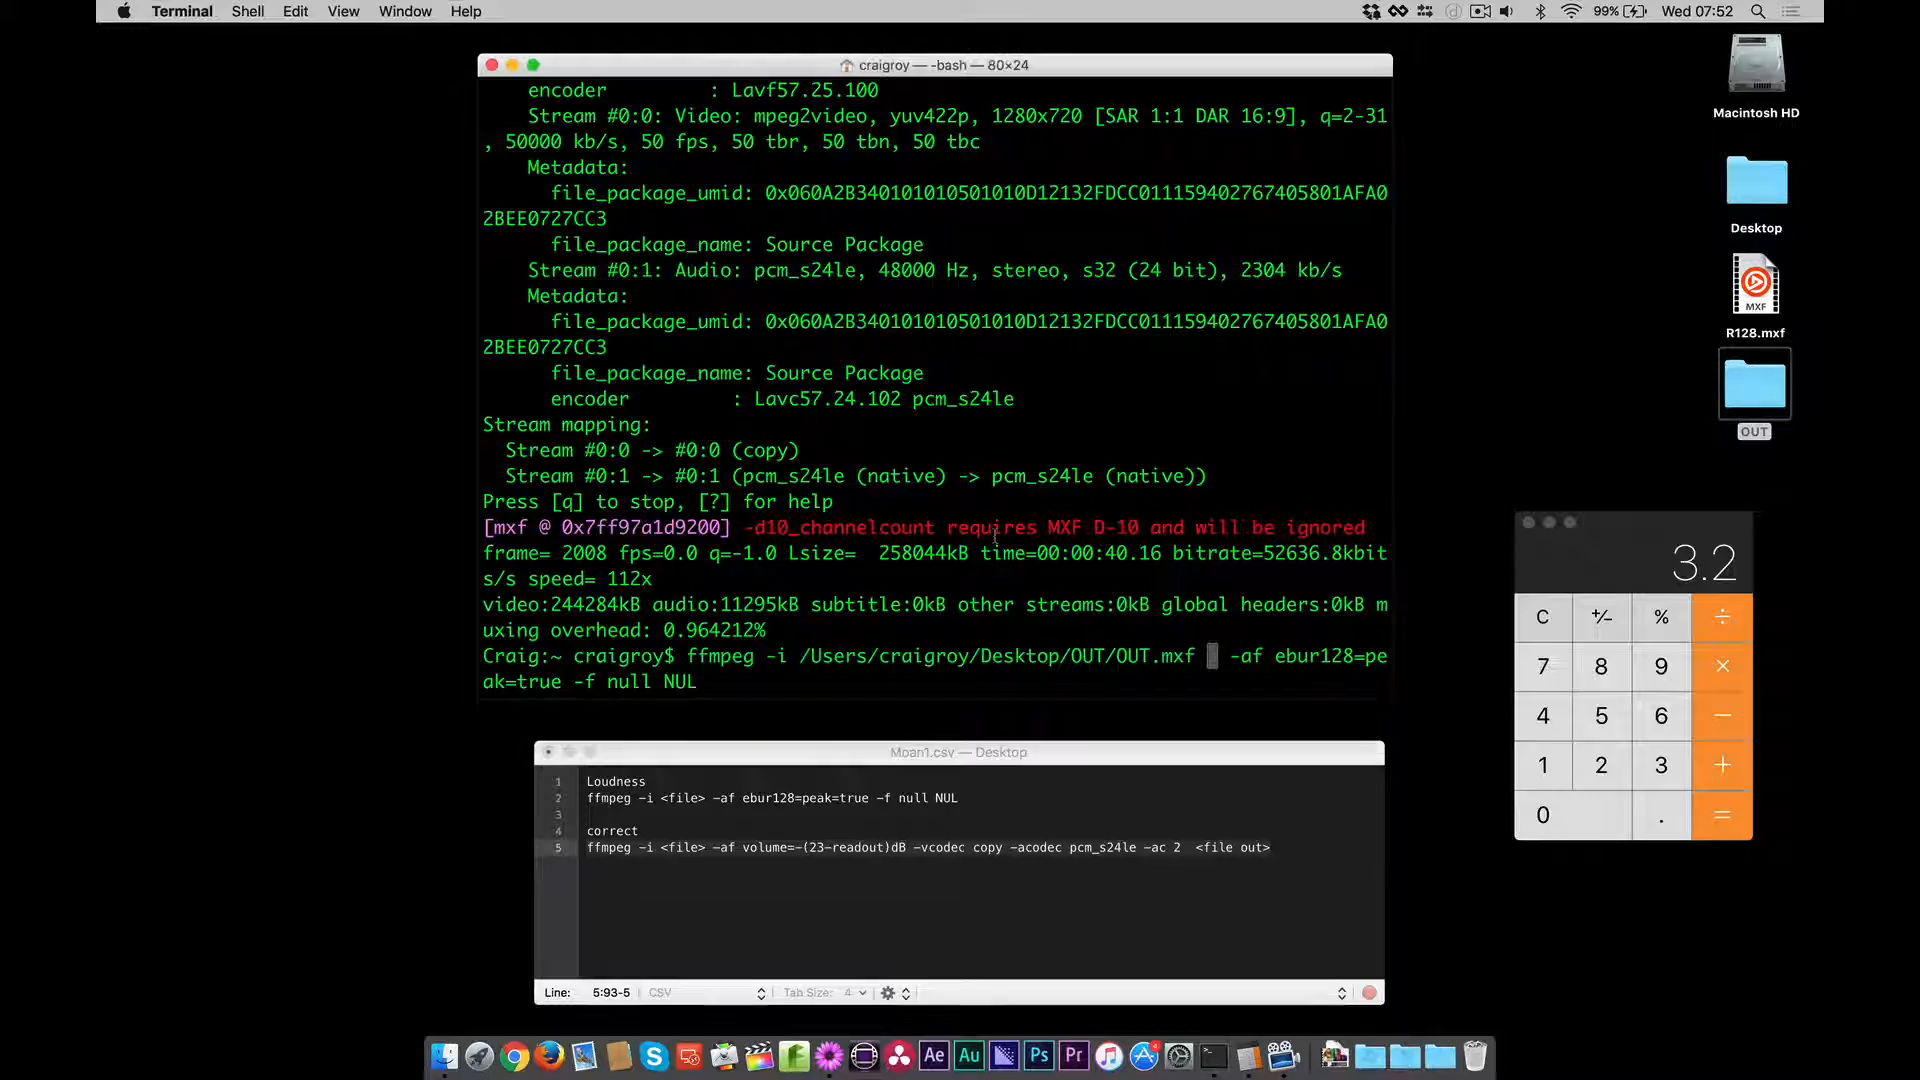 Terminal Shell Edit View Window Help 99% Wed 07:52
craigroy — -bash — 80×24
encoder : Lavf57.25.100
Stream #0:0: Video: mpeg2video, yuv422p, 1280x720 [SAR 1:1 DAR 16:9], q=2-31
, 50000 kb/s, 50 fps, 50 tbr, 50 tbn, 50 tbc
Metadata:
file_package_umid: 0x060A2B340101010501010D12132FDCC0111594027674058​01AFA0
2BEE0727CC3
file_package_name: Source Package
Stream #0:1: Audio: pcm_s24le, 48000 Hz, stereo, s32 (24 bit), 2304 kb/s
Metadata:
file_package_umid: 0x060A2B340101010501010D12132FDCC011159402767405801AFA0
2BEE0727CC3
file_package_name: Source Package
encoder : Lavc57.24.102 pcm_s24le
Stream mapping:
Stream #0:0 -> #0:0 (copy)
Stream #0:1 -> #0:1 (pcm_s24le (native) -> pcm_s24le (native))
Press [q] to stop, [?] for help
[mxf @ 0x7ff97a1d9200] -d10_channelcount requires MXF D-10 and will be ignored
frame= 2008 fps=0.0 q=-1.0 Lsize= 258044kB time=00:00:40.16 bitrate=52636.8kbit
s/s speed= 112x
video:244284kB audio:11295kB subtitle:0kB other streams:0kB global headers:0kB m
uxing overhead: 0.964212%
Craig:~ craigroy$ ffmpeg -i /Users/craigroy/Desktop/OUT/OUT.mxf -af ebur128=pe
ak=true -f null NUL
Macintosh HD
Desktop
MXF
R128.mxf
OUT
3.2
C +/- % ÷
7 8 9 ×
4 5 6 −
1 2 3 +
0 . =
Moan1.csv — Desktop
1 Loudness
2 ffmpeg -i <file> -af ebur128=peak=true -f null NUL
3
4 correct
5 ffmpeg -i <file> -af volume=-(23-readout)dB -vcodec copy -acodec pcm_s24le -ac 2 <file out>
Line: 5:93-5 CSV Tab Size: 4
Ae Au Ps Pr